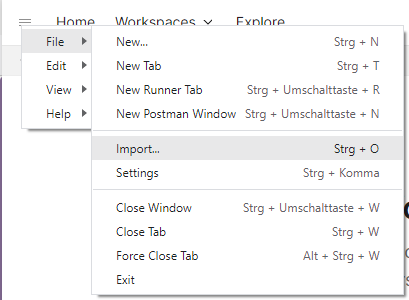 Home Workspaces Explore
File
Edit
View
Help
New... Strg + N
New Tab Strg + T
New Runner Tab Strg + Umschalttaste + R
New Postman Window Strg + Umschalttaste + N
Import... Strg + O
Settings Strg + Komma
Close Window Strg + Umschalttaste + W
Close Tab Strg + W
Force Close Tab Alt + Strg + W
Exit